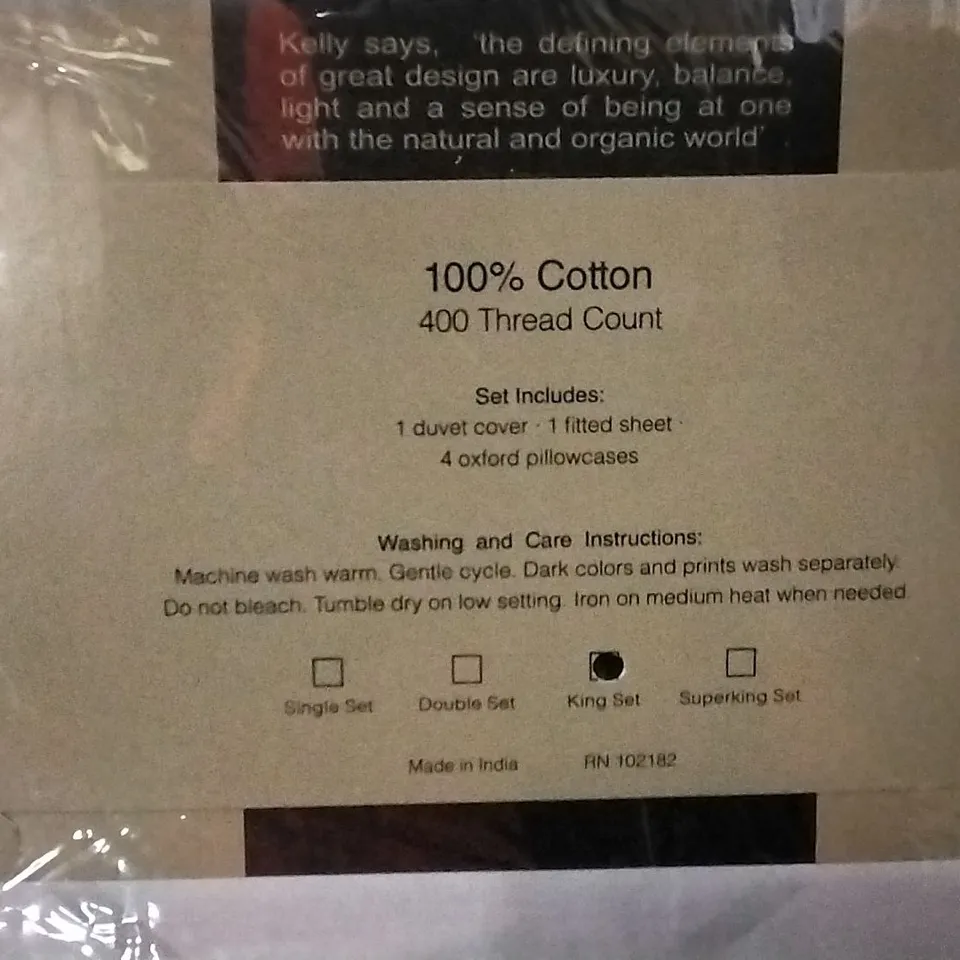 Kelly says, 'the defining elements
of great design are luxury, balance,
light and a sense of being at one
with the natural and organic world'.
100% Cotton
400 Thread Count
Set Includes:
1 duvet cover · 1 fitted sheet ·
4 oxford pillowcases
Washing and Care Instructions:
Machine wash warm. Gentle cycle. Dark colors and prints wash separately.
Do not bleach. Tumble dry on low setting. Iron on medium heat when needed.
Single Set Double Set King Set Superking Set
Made in India RN 102182